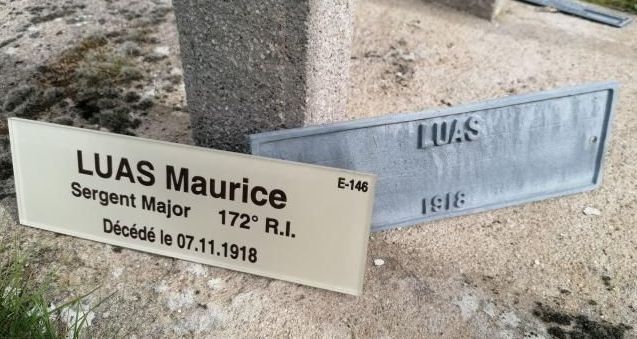 LUAS Maurice
E-146
Sergent Major 172° R.I.
Décédé le 07.11.1918
LUAS
1918